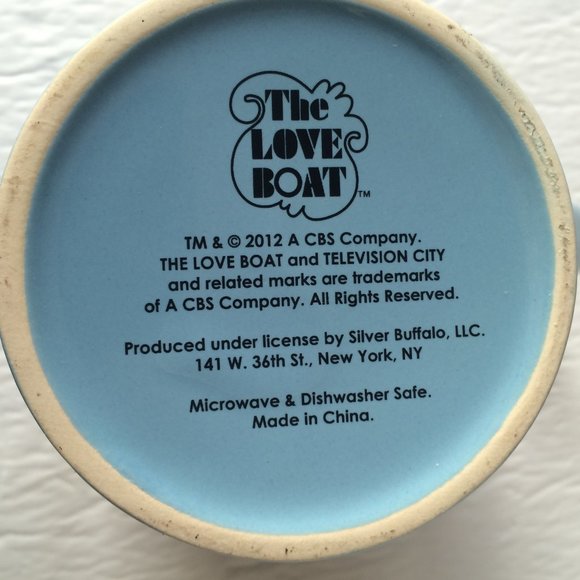 The
LOVE
BOAT™
TM & © 2012 A CBS Company.
THE LOVE BOAT and TELEVISION CITY
and related marks are trademarks
of A CBS Company. All Rights Reserved.
Produced under license by Silver Buffalo, LLC.
141 W. 36th St., New York, NY
Microwave & Dishwasher Safe.
Made in China.